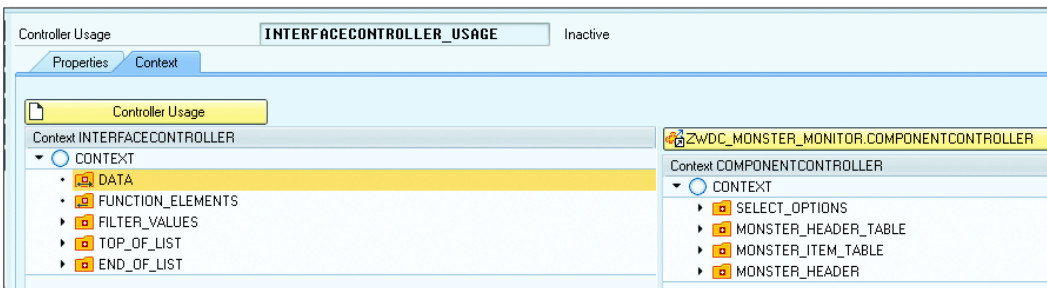 Controller Usage INTERFACECONTROLLER_USAGE Inactive
Properties Context
Controller Usage
Context INTERFACECONTROLLER
CONTEXT
DATA
FUNCTION_ELEMENTS
FILTER_VALUES
TOP_OF_LIST
END_OF_LIST
ZWDC_MONSTER_MONITOR.COMPONENTCONTROLLER
Context COMPONENTCONTROLLER
CONTEXT
SELECT_OPTIONS
MONSTER_HEADER_TABLE
MONSTER_ITEM_TABLE
MONSTER_HEADER